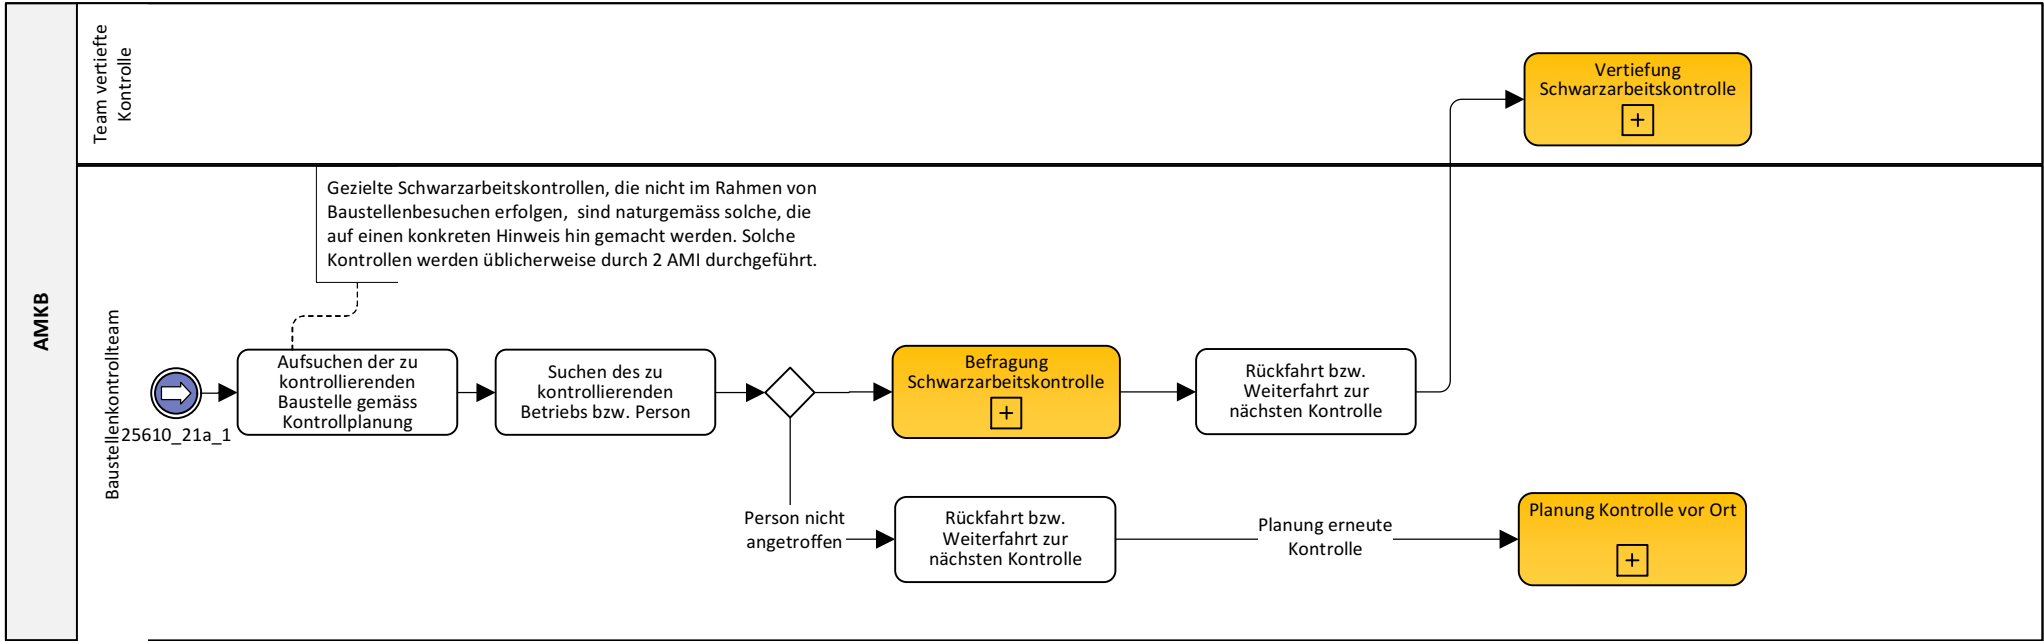 AMKB
Team vertiefte
Kontrolle
Vertiefung
Schwarzarbeitskontrolle
Baustellenkontrollteam
Gezielte Schwarzarbeitskontrollen, die nicht im Rahmen von
Baustellenbesuchen erfolgen,  sind naturgemäss solche, die
auf einen konkreten Hinweis hin gemacht werden. Solche
Kontrollen werden üblicherweise durch 2 AMI durchgeführt.
25610_21a_1
Aufsuchen der zu
kontrollierenden
Baustelle gemäss
Kontrollplanung
Suchen des zu
kontrollierenden
Betriebs bzw. Person
Befragung
Schwarzarbeitskontrolle
Rückfahrt bzw.
Weiterfahrt zur
nächsten Kontrolle
Person nicht
angetroffen
Rückfahrt bzw.
Weiterfahrt zur
nächsten Kontrolle
Planung erneute
Kontrolle
Planung Kontrolle vor Ort